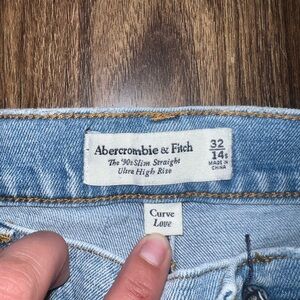 Abercrombie & Fitch
The '90s Slim Straight
Ultra High Rise
32
14s
MADE IN
CHINA
Curve
Love